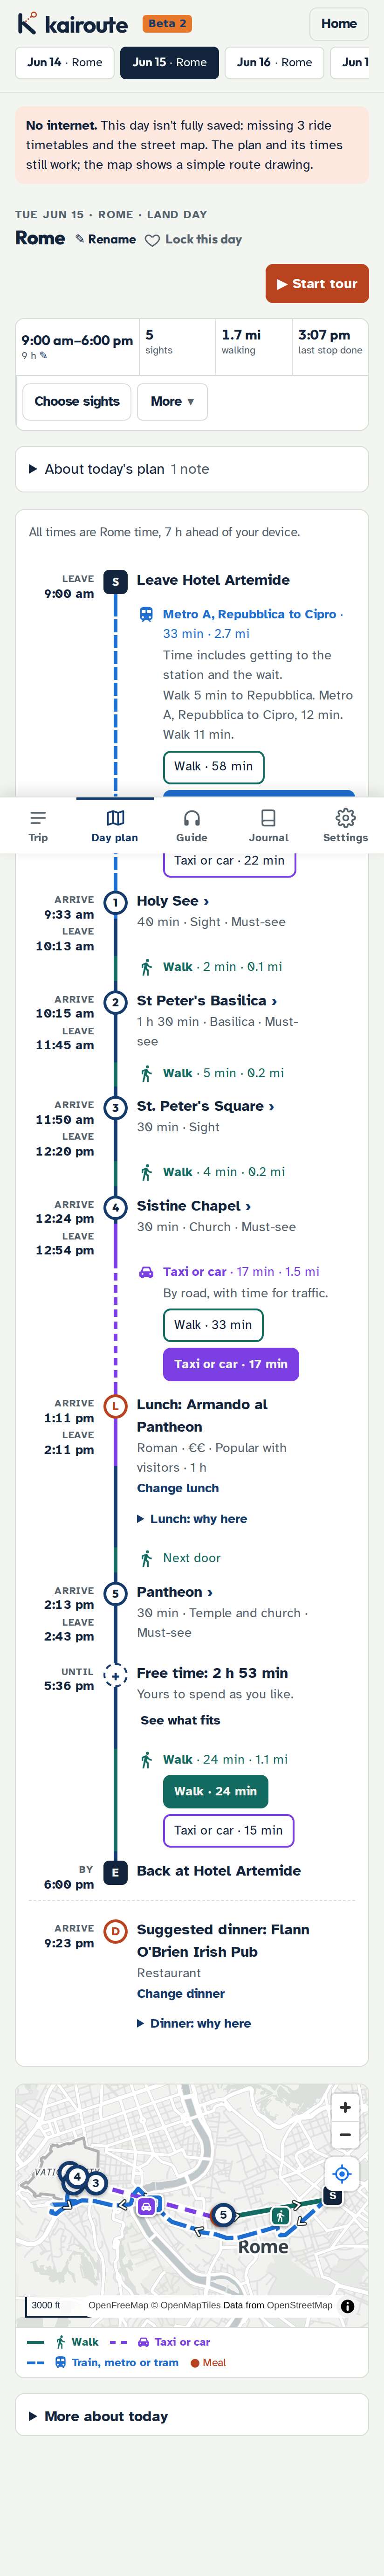 kairoute Beta 2 Home
Jun 14 · Rome Jun 15 · Rome Jun 16 · Rome Jun 1
No internet. This day isn't fully saved: missing 3 ride
timetables and the street map. The plan and its times
still work; the map shows a simple route drawing.
TUE JUN 15 · ROME · LAND DAY
Rome ✎ Rename Lock this day
▶ Start tour
9:00 am–6:00 pm 5 1.7 mi 3:07 pm
9 h ✎ sights walking last stop done
Choose sights More ▾
▶ About today's plan 1 note
All times are Rome time, 7 h ahead of your device.
LEAVE S Leave Hotel Artemide
9:00 am
Metro A, Repubblica to Cipro ·
33 min · 2.7 mi
Time includes getting to the
station and the wait.
Walk 5 min to Repubblica. Metro
A, Repubblica to Cipro, 12 min.
Walk 11 min.
Walk · 58 min
Trip Day plan Guide Journal Settings
Taxi or car · 22 min
ARRIVE 1 Holy See ›
9:33 am 40 min · Sight · Must-see
LEAVE
10:13 am
Walk · 2 min · 0.1 mi
ARRIVE 2 St Peter's Basilica ›
10:15 am 1 h 30 min · Basilica · Must-
LEAVE see
11:45 am
Walk · 5 min · 0.2 mi
ARRIVE 3 St. Peter's Square ›
11:50 am 30 min · Sight
LEAVE
12:20 pm
Walk · 4 min · 0.2 mi
ARRIVE 4 Sistine Chapel ›
12:24 pm 30 min · Church · Must-see
LEAVE
12:54 pm
Taxi or car · 17 min · 1.5 mi
By road, with time for traffic.
Walk · 33 min
Taxi or car · 17 min
ARRIVE L Lunch: Armando al
1:11 pm Pantheon
LEAVE Roman · €€ · Popular with
2:11 pm visitors · 1 h
Change lunch
▶ Lunch: why here
Next door
ARRIVE 5 Pantheon ›
2:13 pm 30 min · Temple and church ·
LEAVE Must-see
2:43 pm
UNTIL + Free time: 2 h 53 min
5:36 pm Yours to spend as you like.
See what fits
Walk · 24 min · 1.1 mi
Walk · 24 min
Taxi or car · 15 min
BY E Back at Hotel Artemide
6:00 pm
ARRIVE D Suggested dinner: Flann
9:23 pm O'Brien Irish Pub
Restaurant
Change dinner
▶ Dinner: why here
+
−
4 3 S
5
Rome
3000 ft OpenFreeMap © OpenMapTiles Data from OpenStreetMap
Walk Taxi or car
Train, metro or tram Meal
▶ More about today